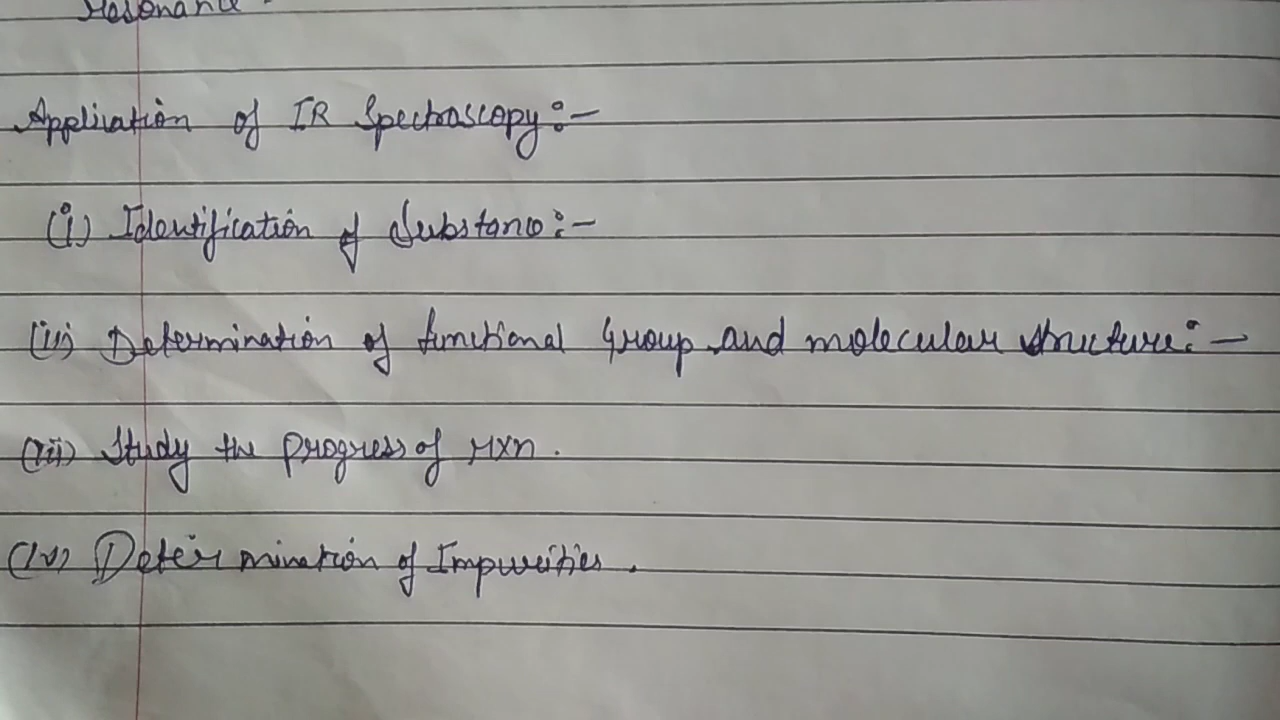 Resonance.
Application of IR Spectroscopy:-
(i) Identification of Substance:-
(ii) Determination of functional Group and molecular structure:-
(iii) Study the progress of rxn.
(iv) Determination of Impurities.